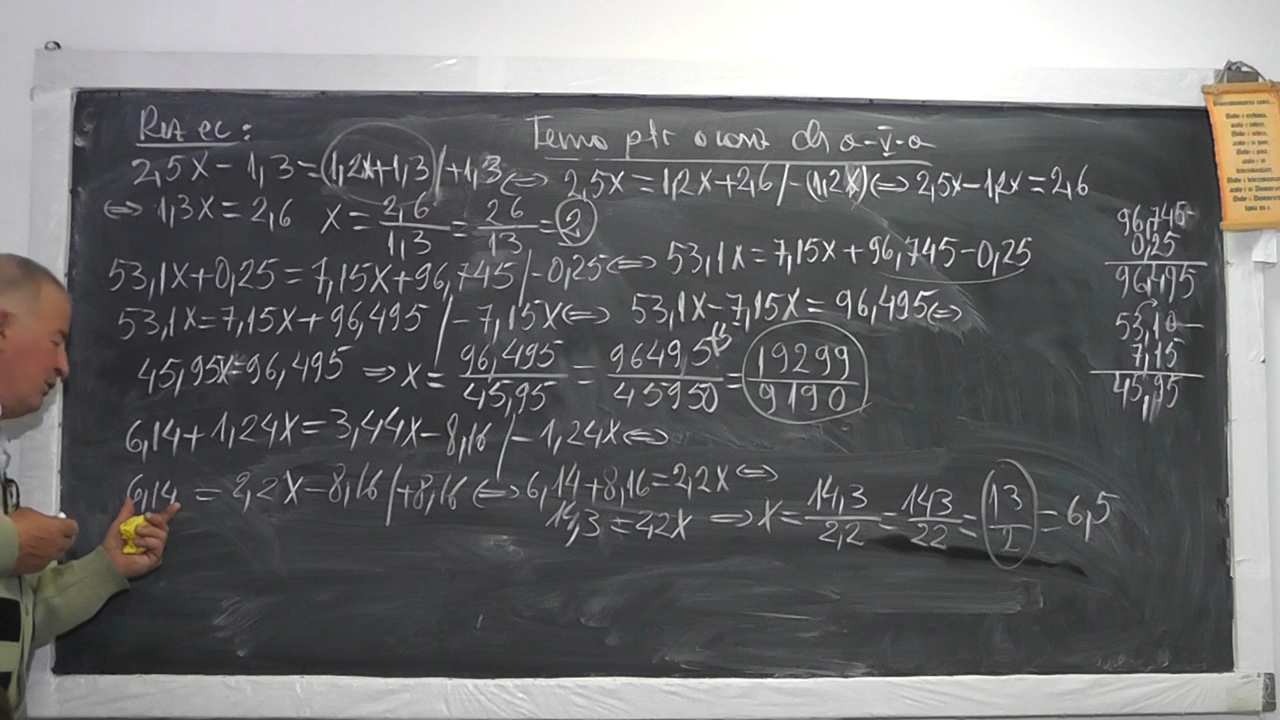 Rez ec:
Tema ptr acasă cls a-V-a
2,5x - 1,3 = 1,2x + 1,3 / + 1,3 ⇔ 2,5x = 1,2x + 2,6 / - (1,2x) ⇔ 2,5x - 1,2x = 2,6
⇔ 1,3x = 2,6 x = 2,6/1,3 = 26/13 = 2
53,1x + 0,25 = 7,15x + 96,745 / - 0,25 ⇔ 53,1x = 7,15x + 96,745 - 0,25
53,1x = 7,15x + 96,495 / - 7,15x ⇔ 53,1x - 7,15x = 96,495 ⇔
45,95x = 96,495 ⇒ x = 96,495/45,95 = 96495/45950 = 19299/9190
6,14 + 1,24x = 3,44x - 8,16 / - 1,24x ⇔
6,14 = 2,2x - 8,16 / + 8,16 ⇔ 6,14 + 8,16 = 2,2x ⇔
14,3 = 2,2x ⇒ x = 14,3/2,2 = 143/22 = 13/2 = 6,5
96,745-
0,25
96,495
53,10-
7,15
45,95